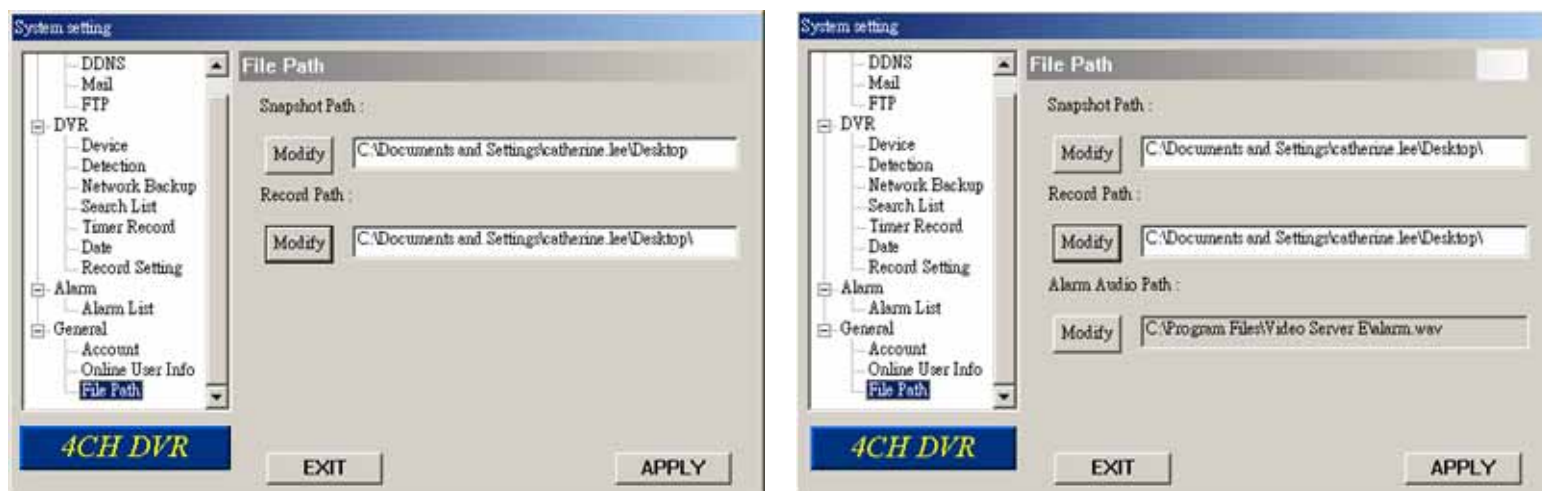 System setting
DDNS
Mail
FTP
DVR
Device
Detection
Network Backup
Search List
Timer Record
Date
Record Setting
Alarm
Alarm List
General
Account
Online User Info
File Path
4CH DVR
File Path
Snapshot Path :
Modify C:\Documents and Settings\catherine.lee\Desktop
Record Path :
Modify C:\Documents and Settings\catherine.lee\Desktop\
EXIT APPLY
System setting
DDNS
Mail
FTP
DVR
Device
Detection
Network Backup
Search List
Timer Record
Date
Record Setting
Alarm
Alarm List
General
Account
Online User Info
File Path
4CH DVR
File Path
Snapshot Path :
Modify C:\Documents and Settings\catherine.lee\Desktop\
Record Path :
Modify C:\Documents and Settings\catherine.lee\Desktop\
Alarm Audio Path :
Modify C:\Program Files\Video Server E\alarm.wav
EXIT APPLY